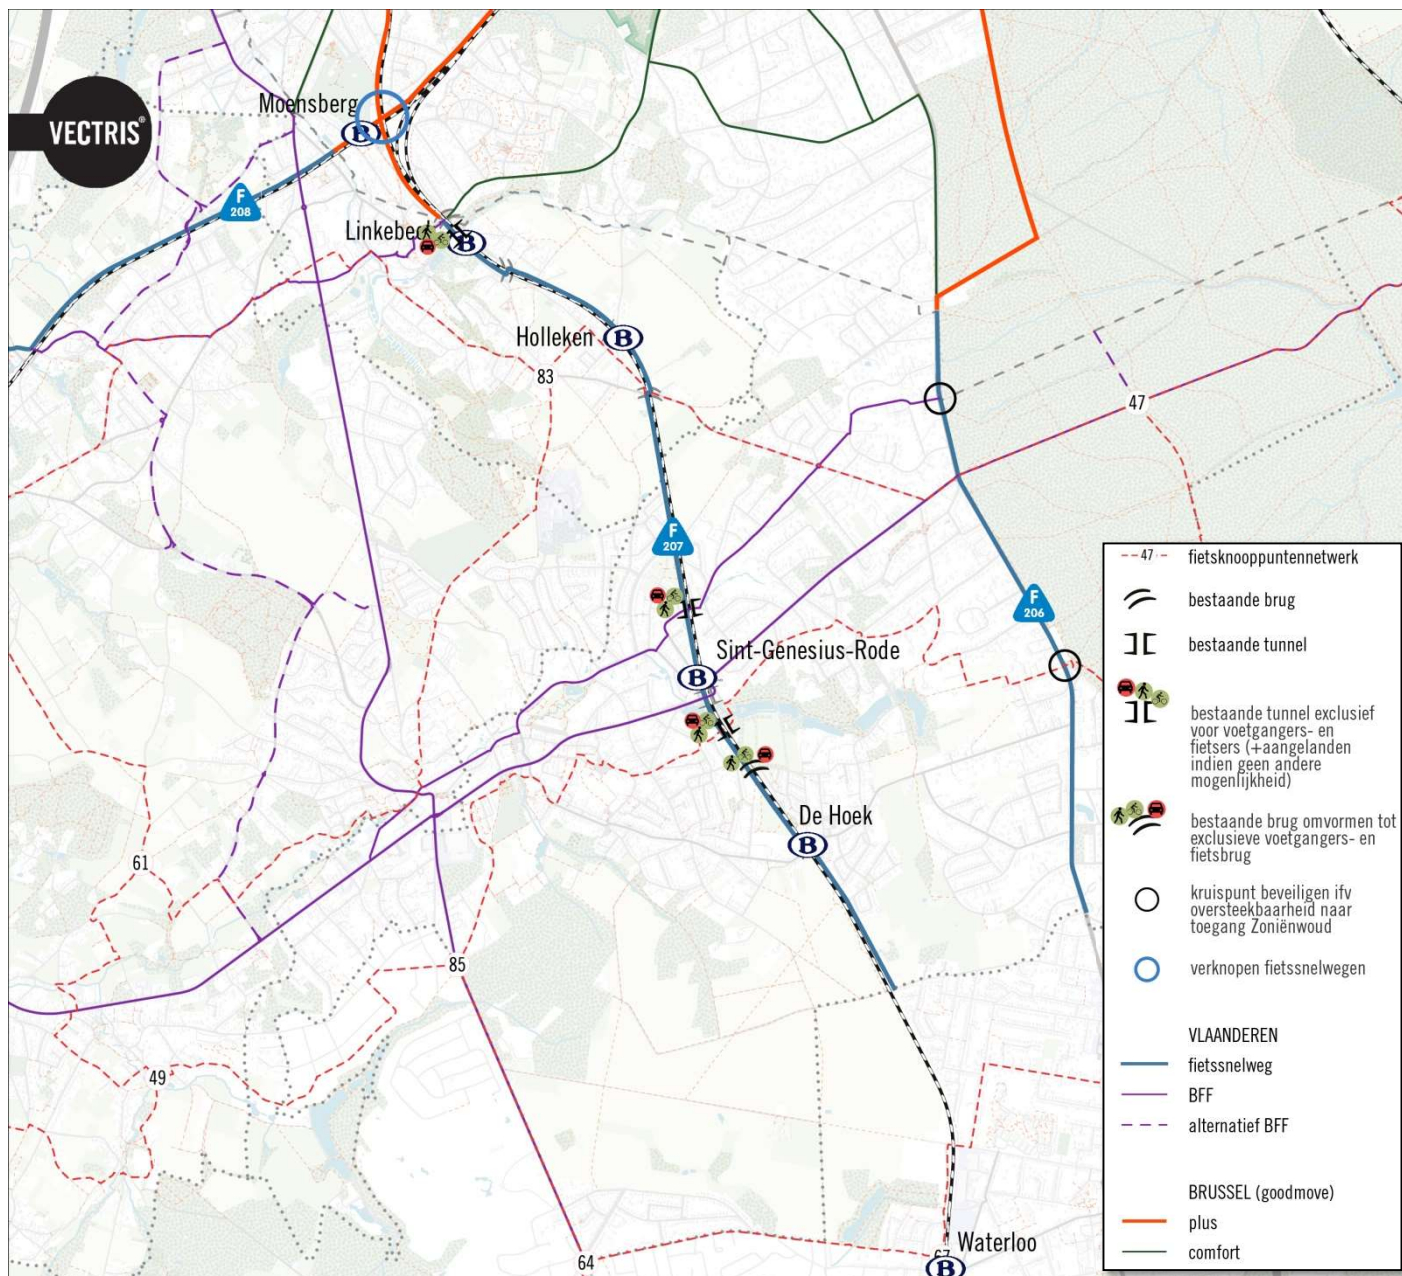 VECTRIS®
Moensberg
B
F
208
Linkebeek
B
Holleken
B
83
47
F
207
F
206
Sint-Genesius-Rode
B
De Hoek
B
61
85
49
64
67
Waterloo
B
47
fietsknooppuntennetwerk
bestaande brug
bestaande tunnel
bestaande tunnel exclusief
voor voetgangers- en
fietsers (+aangelanden
indien geen andere
mogenlijkheid)
bestaande brug omvormen tot
exclusieve voetgangers- en
fietsbrug
kruispunt beveiligen ifv
oversteekbaarheid naar
toegang Zoniënwoud
verknopen fietssnelwegen
VLAANDEREN
fietssnelweg
BFF
alternatief BFF
BRUSSEL (goodmove)
plus
comfort